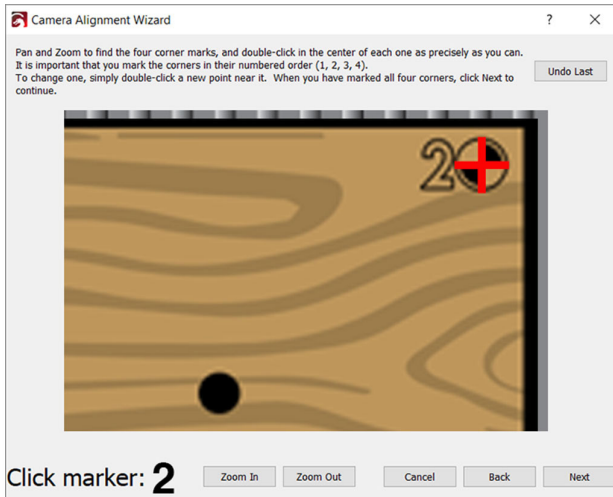 Camera Alignment Wizard
Pan and Zoom to find the four corner marks, and double-click in the center of each one as precisely as you can.
It is important that you mark the corners in their numbered order (1, 2, 3, 4).
To change one, simply double-click a new point near it. When you have marked all four corners, click Next to
continue.
Undo Last
2
Click marker: 2
Zoom In
Zoom Out
Cancel
Back
Next